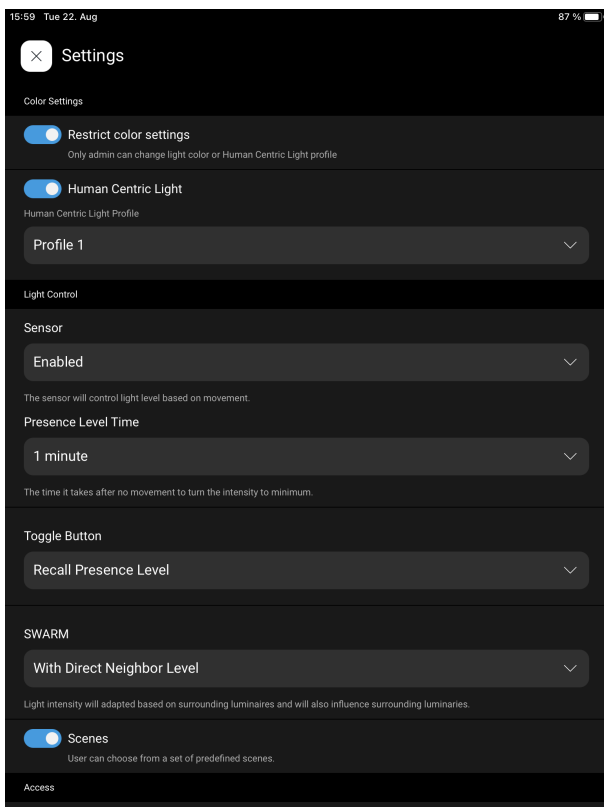 15:59 Tue 22. Aug 87 %
Settings
Color Settings
Restrict color settings
Only admin can change light color or Human Centric Light profile
Human Centric Light
Human Centric Light Profile
Profile 1
Light Control
Sensor
Enabled
The sensor will control light level based on movement.
Presence Level Time
1 minute
The time it takes after no movement to turn the intensity to minimum.
Toggle Button
Recall Presence Level
SWARM
With Direct Neighbor Level
Light intensity will adapted based on surrounding luminaires and will also influence surrounding luminaries.
Scenes
User can choose from a set of predefined scenes.
Access